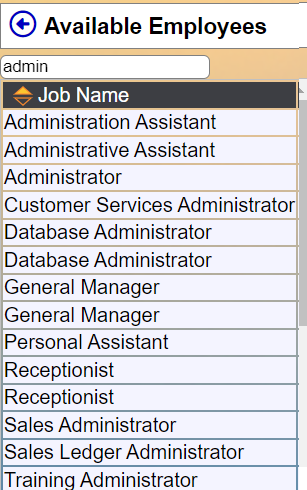 Available Employees
admin
Job Name
Administration Assistant
Administrative Assistant
Administrator
Customer Services Administrator
Database Administrator
Database Administrator
General Manager
General Manager
Personal Assistant
Receptionist
Receptionist
Sales Administrator
Sales Ledger Administrator
Training Administrator